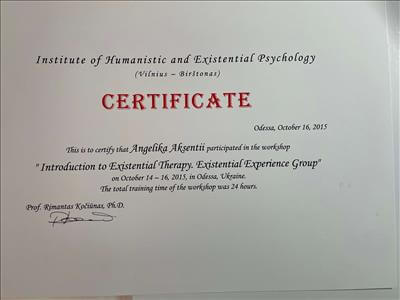 Institute of Humanistic and Existential Psychology
(Vilnius – Birštonas)
CERTIFICATE
Odessa, October 16, 2015
This is to certify that Angelika Aksentii participated in the workshop
"Introduction to Existential Therapy. Existential Experience Group"
on October 14 – 16, 2015, in Odessa, Ukraine.
The total training time of the workshop was 24 hours.
Prof. Rimantas Kočiūnas, Ph.D.